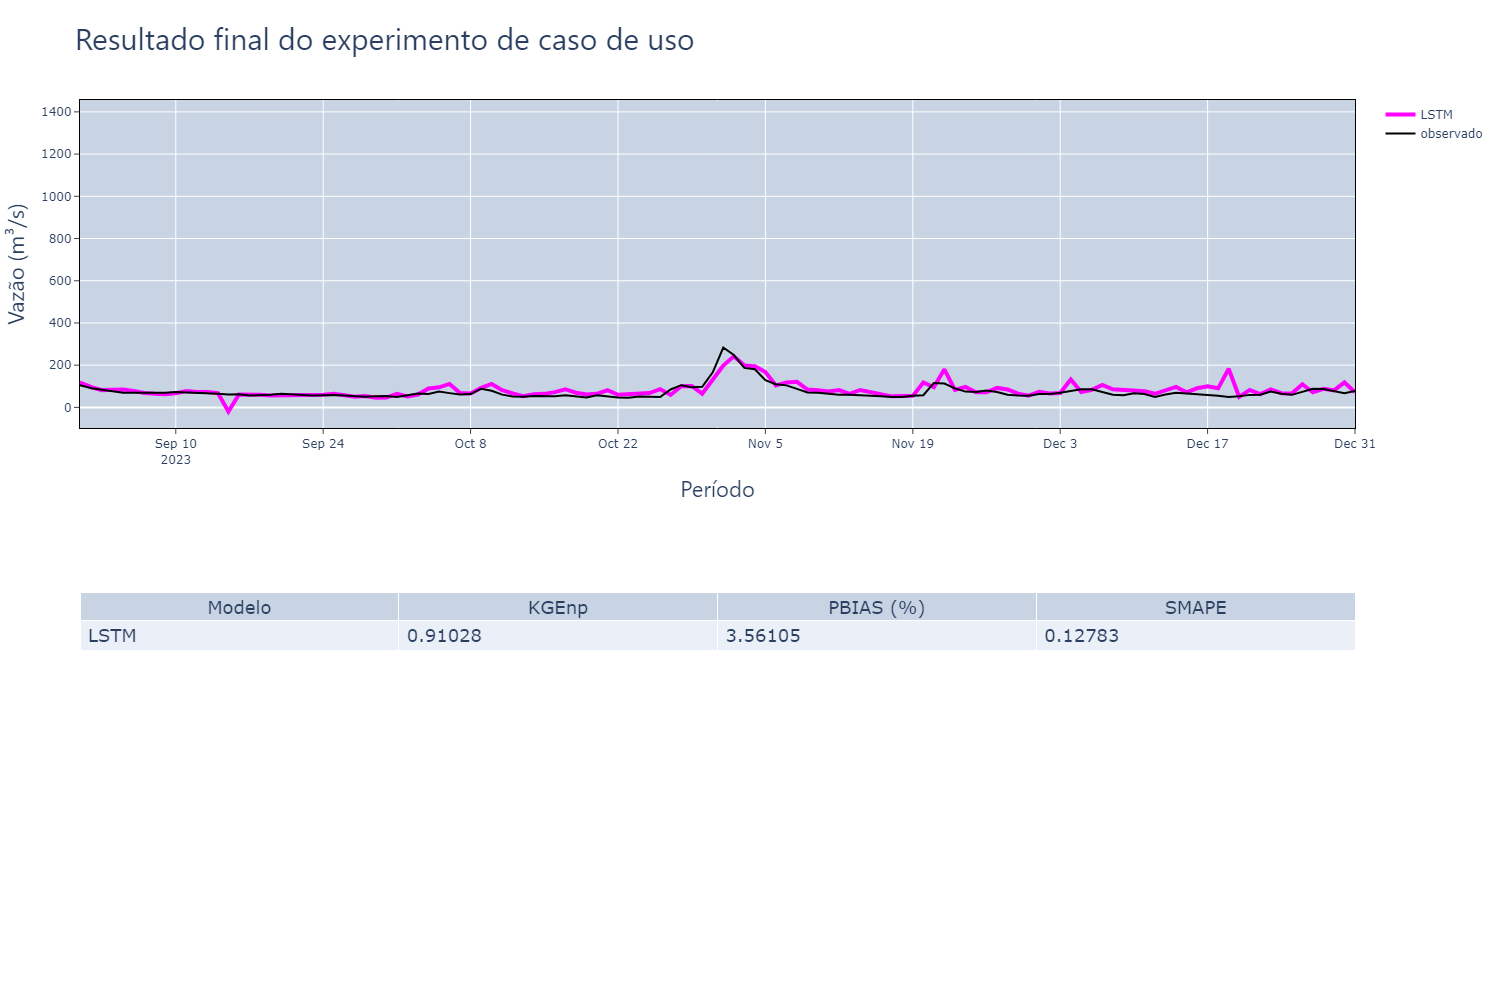 Resultado final do experimento de caso de uso
LSTM
observado
Vazão (m³/s)
1400
1200
1000
800
600
400
200
0
Sep 10
2023
Sep 24
Oct 8
Oct 22
Nov 5
Nov 19
Dec 3
Dec 17
Dec 31
Período
Modelo KGEnp PBIAS (%) SMAPE
LSTM 0.91028 3.56105 0.12783